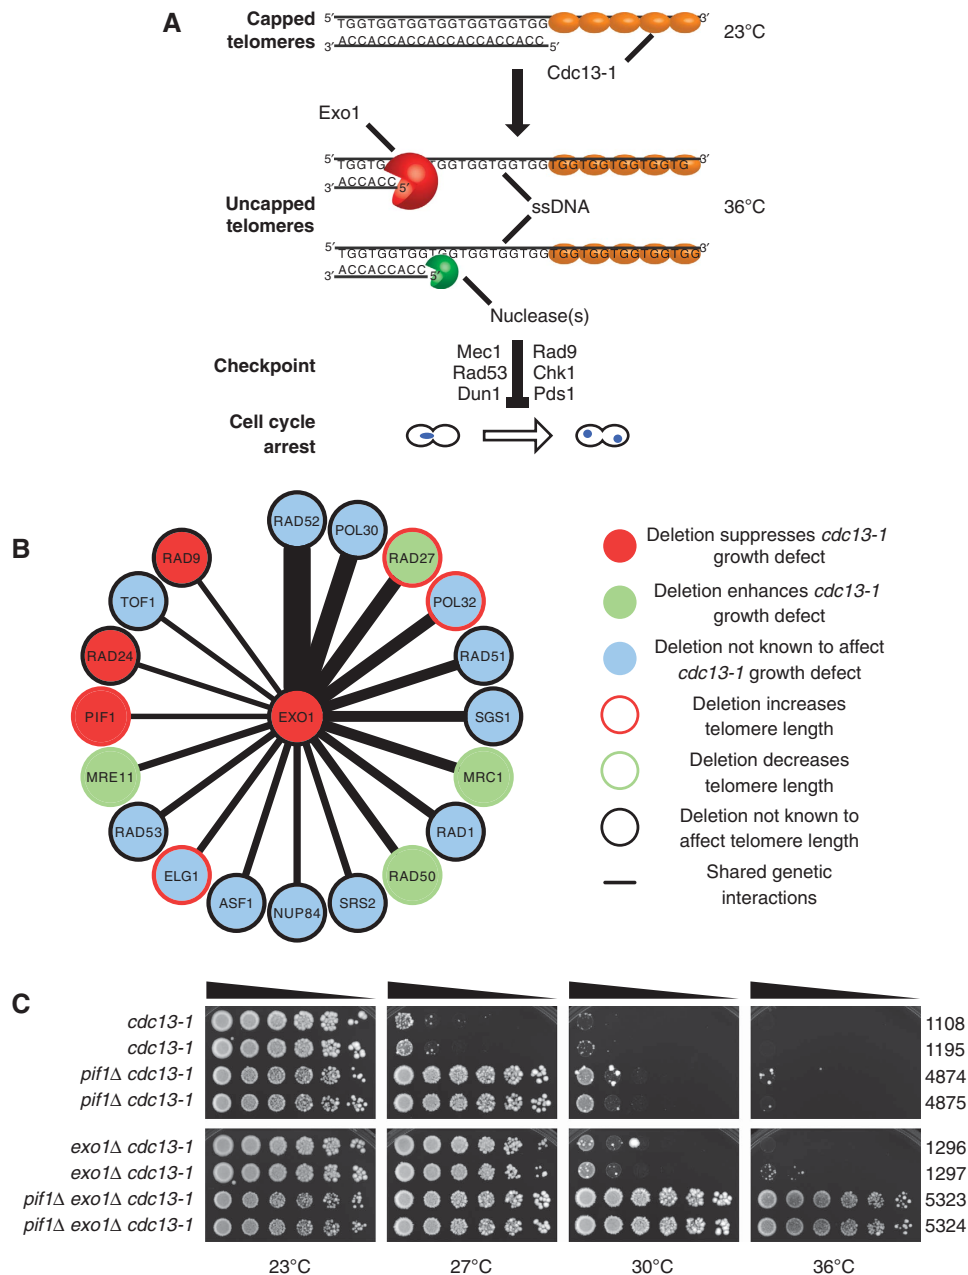 A
Capped
telomeres
5′
TGGTGGTGGTGGTGGTGGTGG
3′
3′
ACCACCACCACCACCACCACC
5′
23°C
Cdc13-1
Exo1
5′
TGGTG
GGTGGTGGTGGTGGTGGTGGTGGTG
3′
3′
ACCACC
5′
Uncapped
telomeres
ssDNA
36°C
5′
TGGTGGTGGTGGTGGTGGTGGTGGTGGTGGTGGTGG
3′
3′
ACCACCACC
5′
Nuclease(s)
Checkpoint
Mec1
Rad9
Rad53
Chk1
Dun1
Pds1
Cell cycle
arrest
B
RAD52
POL30
RAD27
POL32
RAD51
SGS1
MRC1
RAD1
RAD50
SRS2
NUP84
ASF1
ELG1
RAD53
MRE11
PIF1
RAD24
TOF1
RAD9
EXO1
Deletion suppresses cdc13-1
growth defect
Deletion enhances cdc13-1
growth defect
Deletion not known to affect
cdc13-1 growth defect
Deletion increases
telomere length
Deletion decreases
telomere length
Deletion not known to
affect telomere length
Shared genetic
interactions
C
cdc13-1
1108
cdc13-1
1195
pif1Δ cdc13-1
4874
pif1Δ cdc13-1
4875
exo1Δ cdc13-1
1296
exo1Δ cdc13-1
1297
pif1Δ exo1Δ cdc13-1
5323
pif1Δ exo1Δ cdc13-1
5324
23°C
27°C
30°C
36°C